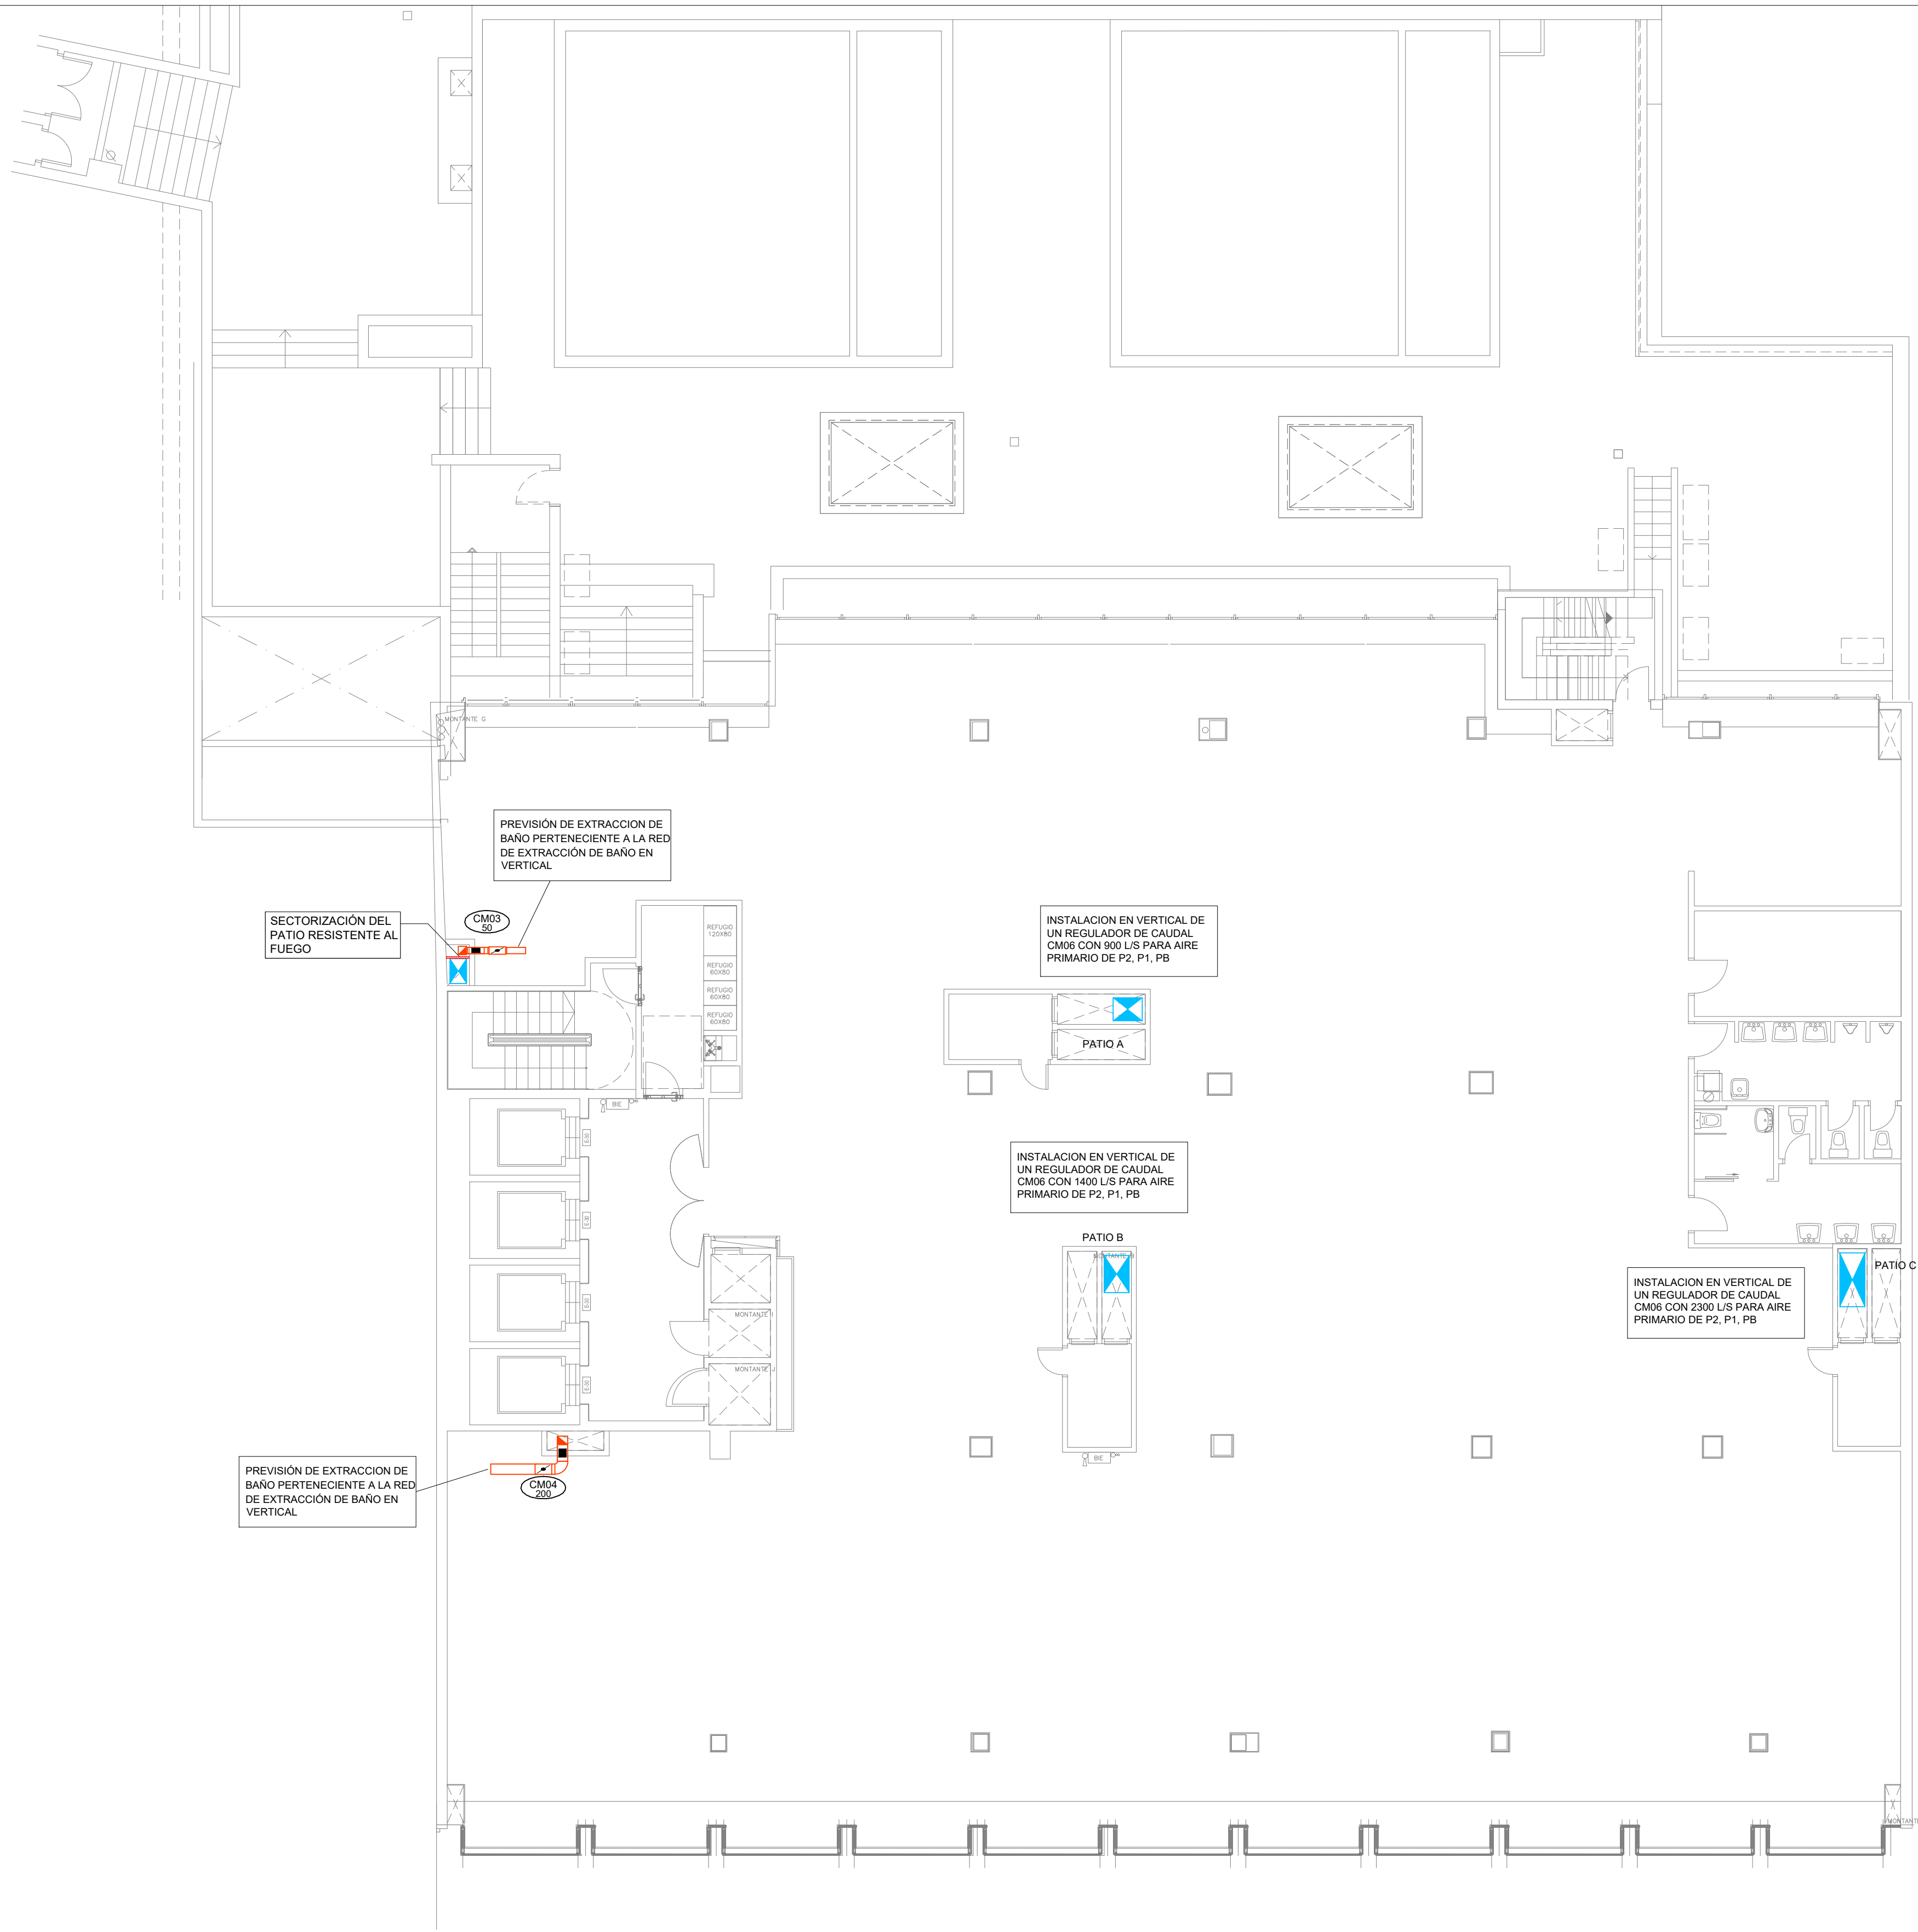 MONTANTE G
PREVISIÓN DE EXTRACCION DE
BAÑO PERTENECIENTE A LA RED
DE EXTRACCIÓN DE BAÑO EN
VERTICAL
SECTORIZACIÓN DEL
PATIO RESISTENTE AL
FUEGO
CM03
50
REFUGIO
120X80
REFUGIO
60X80
REFUGIO
60X80
REFUGIO
60X80
INSTALACION EN VERTICAL DE
UN REGULADOR DE CAUDAL
CM06 CON 900 L/S PARA AIRE
PRIMARIO DE P2, P1, PB
PATIO A
BIE
E-30
E-30
E-30
E-30
INSTALACION EN VERTICAL DE
UN REGULADOR DE CAUDAL
CM06 CON 1400 L/S PARA AIRE
PRIMARIO DE P2, P1, PB
PATIO B
PATIO C
INSTALACION EN VERTICAL DE
UN REGULADOR DE CAUDAL
CM06 CON 2300 L/S PARA AIRE
PRIMARIO DE P2, P1, PB
MONTANTE I
MONTANTE J
BIE
PREVISIÓN DE EXTRACCION DE
BAÑO PERTENECIENTE A LA RED
DE EXTRACCIÓN DE BAÑO EN
VERTICAL
CM04
200
MONTANTE